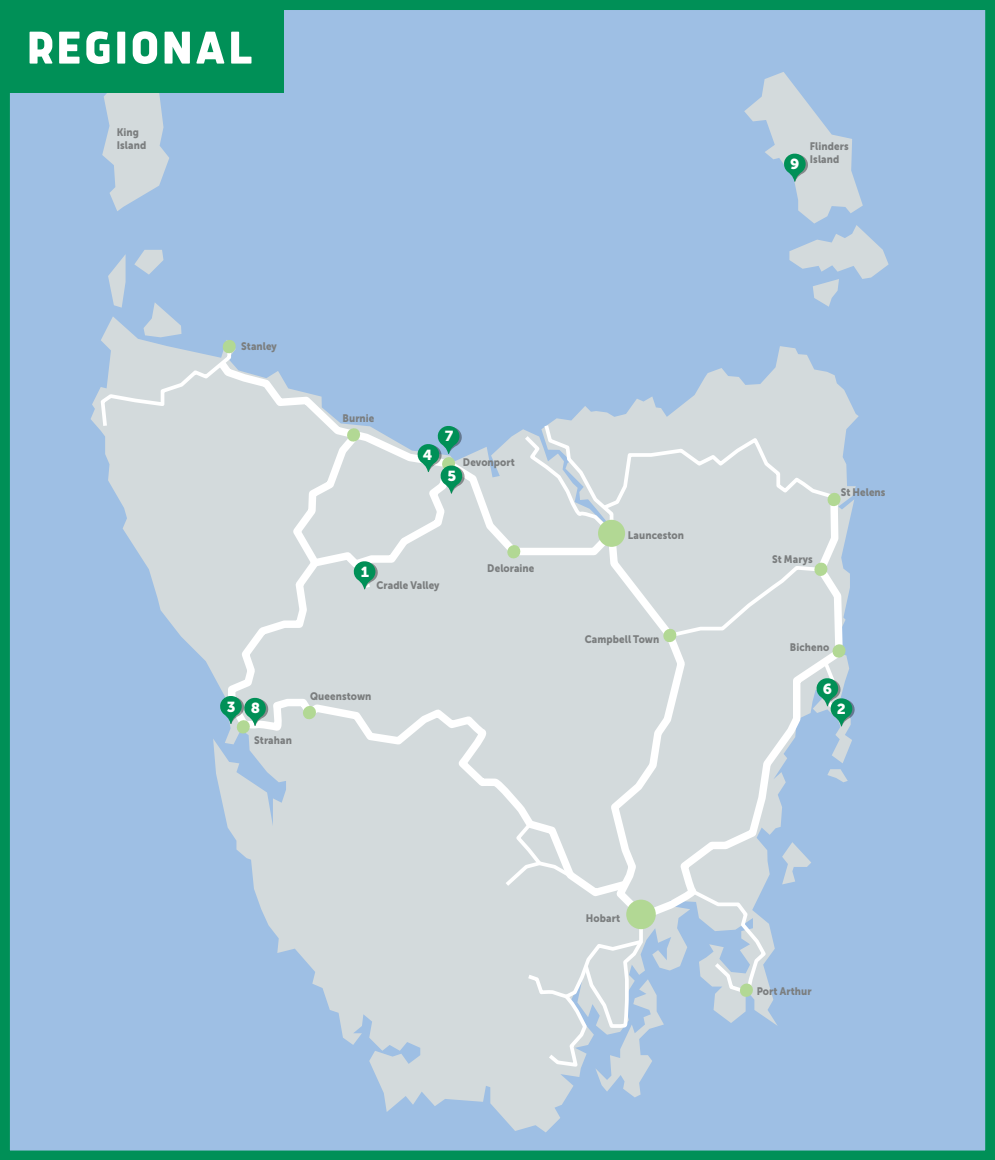 REGIONAL
King
Island
Flinders
Island
9
Stanley
Burnie
7
4
Devonport
5
St Helens
Launceston
Deloraine
St Marys
1
Cradle Valley
Campbell Town
Bicheno
6
Queenstown
3
8
2
Strahan
Hobart
Port Arthur